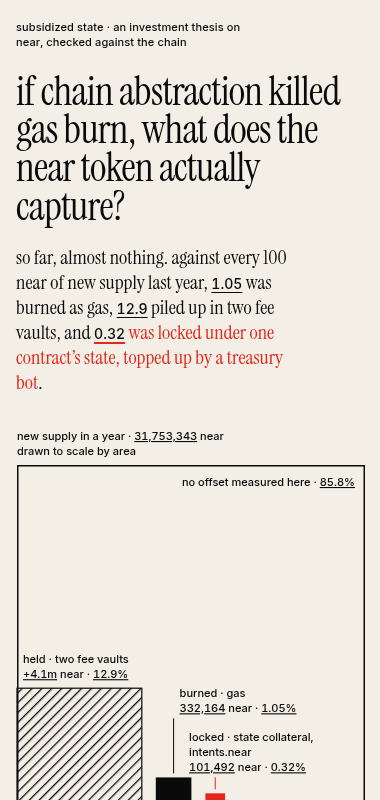 subsidized state · an investment thesis on
near, checked against the chain
if chain abstraction killed
gas burn, what does the
near token actually
capture?
so far, almost nothing. against every 100
near of new supply last year, 1.05 was
burned as gas, 12.9 piled up in two fee
vaults, and 0.32 was locked under one
contract’s state, topped up by a treasury
bot.
new supply in a year · 31,753,343 near
drawn to scale by area
no offset measured here · 85.8%
held · two fee vaults
+4.1m near · 12.9%
burned · gas
332,164 near · 1.05%
locked · state collateral,
intents.near
101,492 near · 0.32%